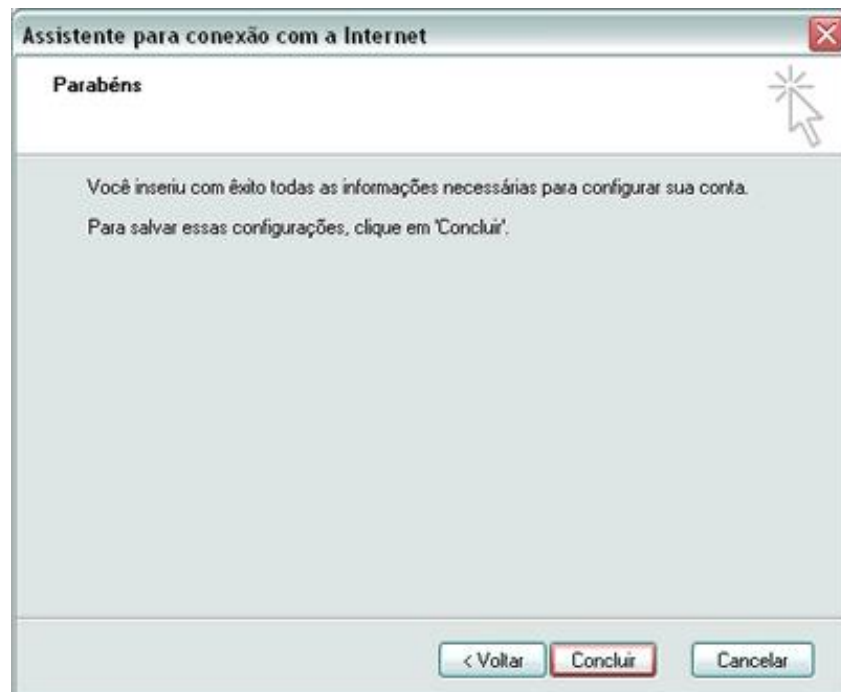 Assistente para conexão com a Internet
Parabéns
Você inseriu com êxito todas as informações necessárias para configurar sua conta.
Para salvar essas configurações, clique em 'Concluir'.
< Voltar Concluir Cancelar